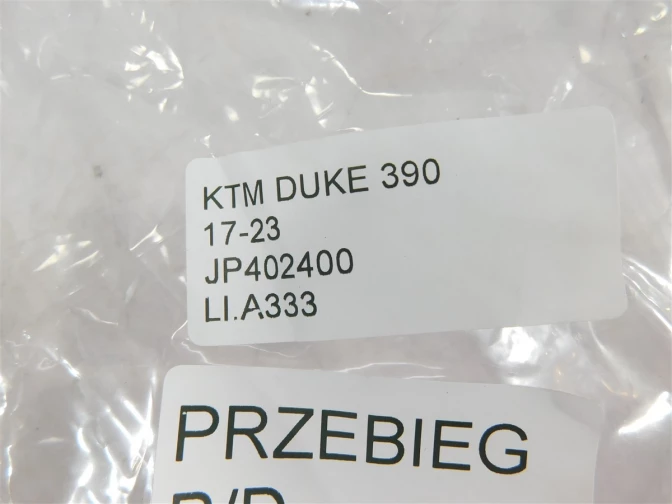 KTM DUKE 390
17-23
JP402400
LI.A333
PRZEBIEG